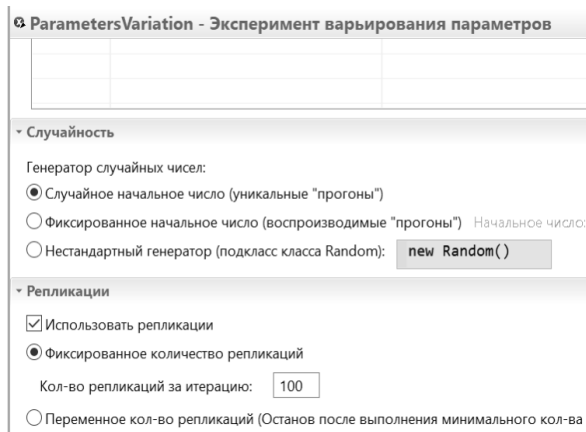 ParametersVariation - Эксперимент варьирования параметров
Случайность
Генератор случайных чисел:
Случайное начальное число (уникальные "прогоны")
Фиксированное начальное число (воспроизводимые "прогоны") Начальное число:
Нестандартный генератор (подкласс класса Random): new Random()
Репликации
Использовать репликации
Фиксированное количество репликаций
Кол-во репликаций за итерацию: 100
Переменное кол-во репликаций (Останов после выполнения минимального кол-ва